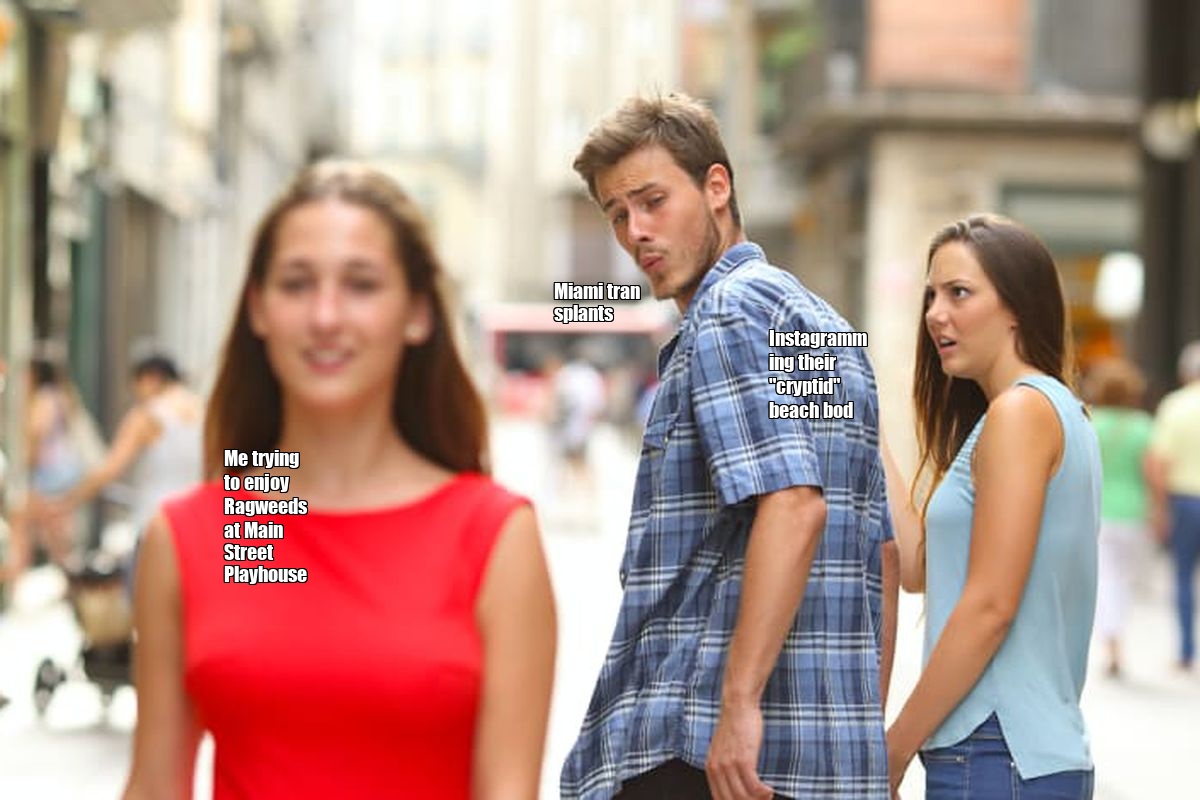 Me trying
to enjoy
Ragweeds
at Main
Street
Playhouse
Miami tran
splants
Instagramm
ing their
"cryptid"
beach bod